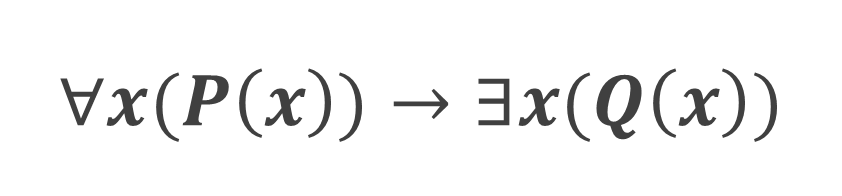 ∀x(P(x)) → ∃x(Q(x))